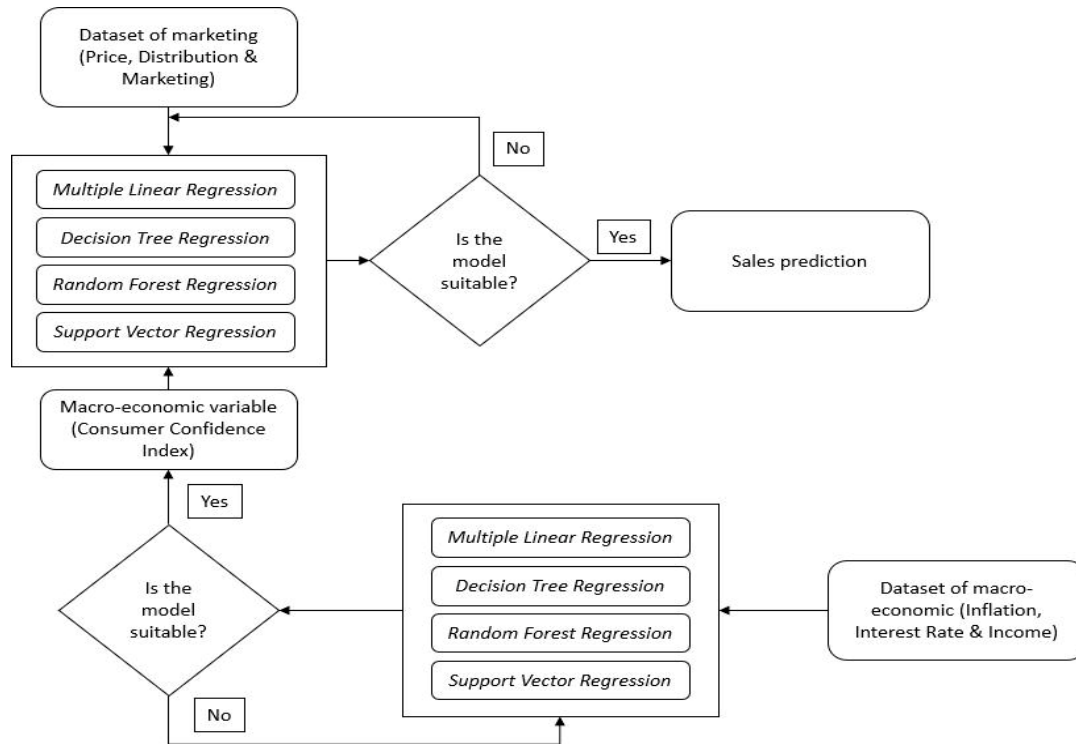 Dataset of marketing
(Price, Distribution &
Marketing)
No
Multiple Linear Regression
Decision Tree Regression
Random Forest Regression
Support Vector Regression
Is the
model
suitable?
Yes
Sales prediction
Macro-economic variable
(Consumer Confidence
Index)
Yes
Is the
model
suitable?
No
Multiple Linear Regression
Decision Tree Regression
Random Forest Regression
Support Vector Regression
Dataset of macro-
economic (Inflation,
Interest Rate & Income)